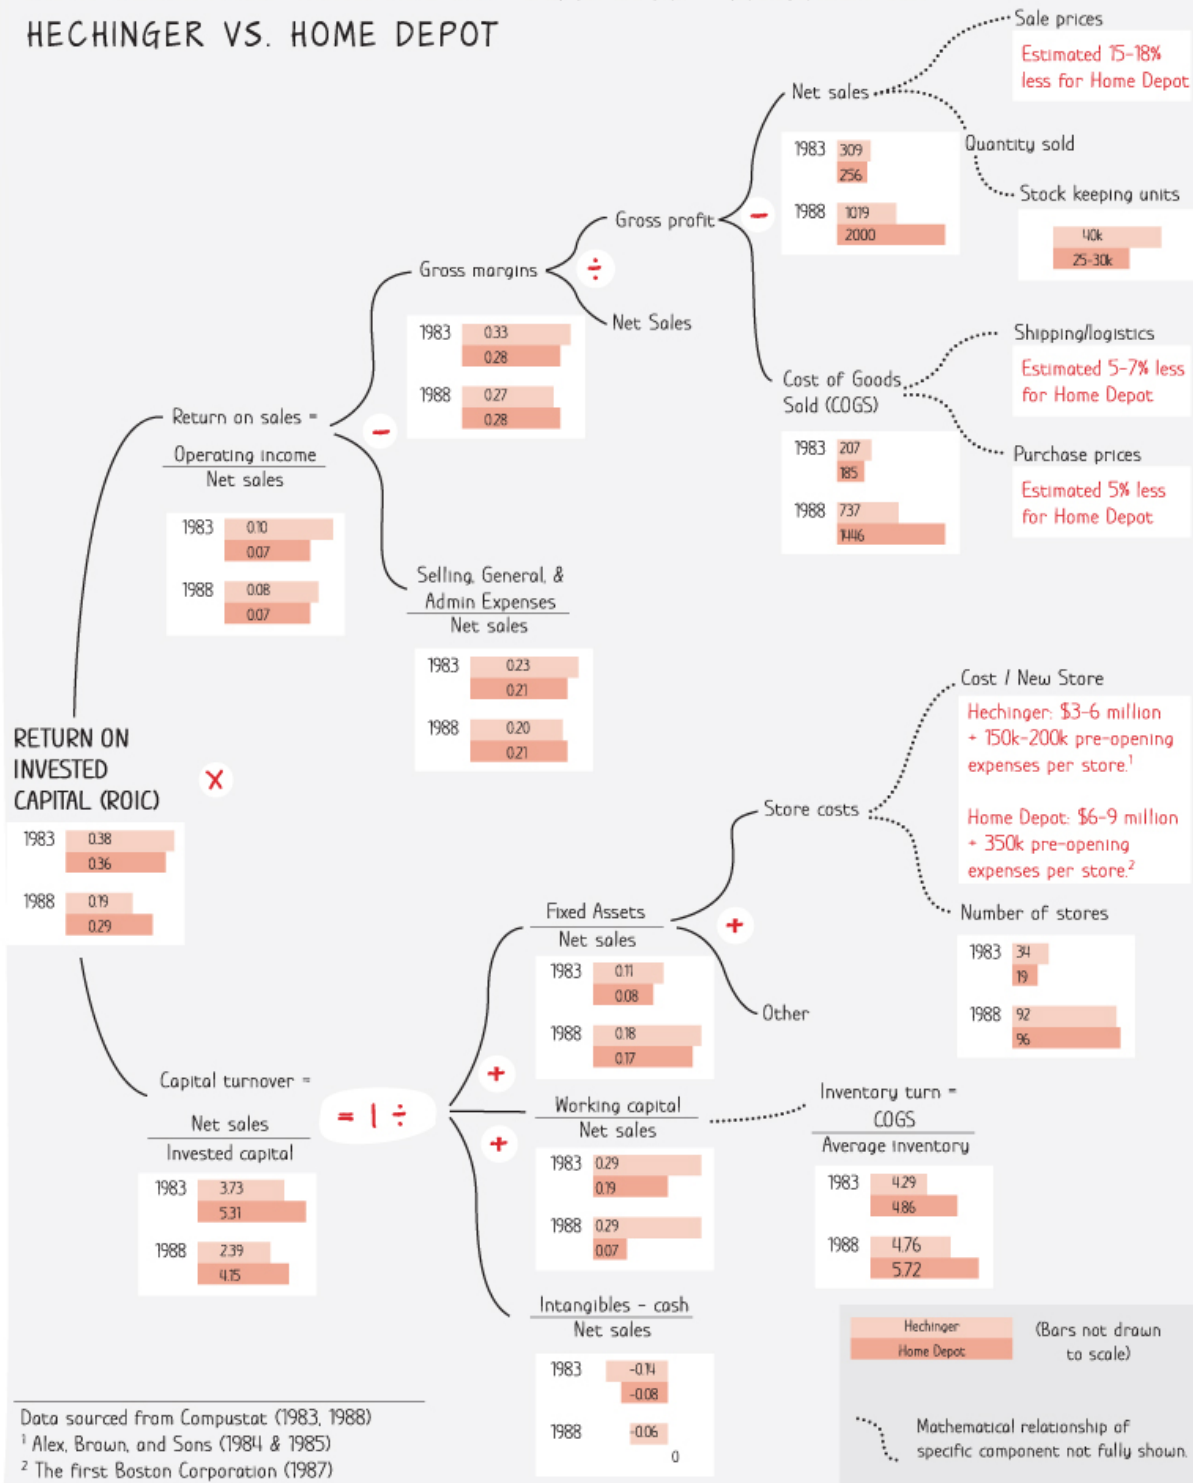 HECHINGER VS. HOME DEPOT
Sale prices
Estimated 15-18%
less for Home Depot
Net sales
1983 309
256
1988 1019
2000
Quantity sold
Stock keeping units
40k
25-30k
Gross profit
−
Gross margins
÷
Net Sales
1983 0.33
0.28
1988 0.27
0.28
Shipping/logistics
Estimated 5-7% less
for Home Depot
Cost of Goods
Sold (COGS)
1983 207
185
1988 737
1446
Purchase prices
Estimated 5% less
for Home Depot
Return on sales =
−
Operating income
Net sales
1983 0.10
0.07
1988 0.08
0.07
Selling, General, &
Admin Expenses
Net sales
1983 0.23
0.21
1988 0.20
0.21
RETURN ON
INVESTED
CAPITAL (ROIC)
X
1983 0.38
0.36
1988 0.19
0.29
Cost / New Store
Hechinger: $3-6 million
+ 150k-200k pre-opening
expenses per store.¹
Home Depot: $6-9 million
+ 350k pre-opening
expenses per store.²
Store costs
Number of stores
1983 34
19
1988 92
96
Fixed Assets
Net sales
+
1983 0.11
0.08
1988 0.18
0.17
Other
Capital turnover =
Net sales
Invested capital
1983 3.73
5.31
1988 2.39
4.15
= 1 ÷
+
+
Working capital
Net sales
1983 0.29
0.19
1988 0.29
0.07
Inventory turn =
COGS
Average inventory
1983 4.29
4.86
1988 4.76
5.72
Intangibles - cash
Net sales
1983 -0.14
-0.08
1988 -0.06
0
Hechinger
Home Depot
(Bars not drawn
to scale)
Mathematical relationship of
specific component not fully shown.
Data sourced from Compustat (1983, 1988)
¹ Alex, Brown, and Sons (1984 & 1985)
² The first Boston Corporation (1987)